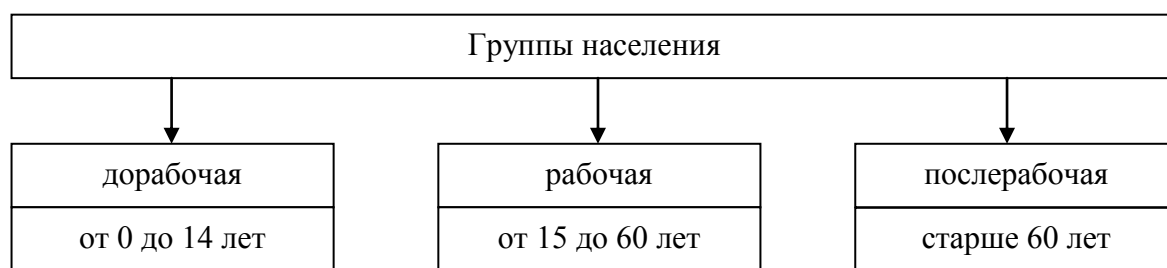 Группы населения
дорабочая
рабочая
послерабочая
от 0 до 14 лет
от 15 до 60 лет
старше 60 лет